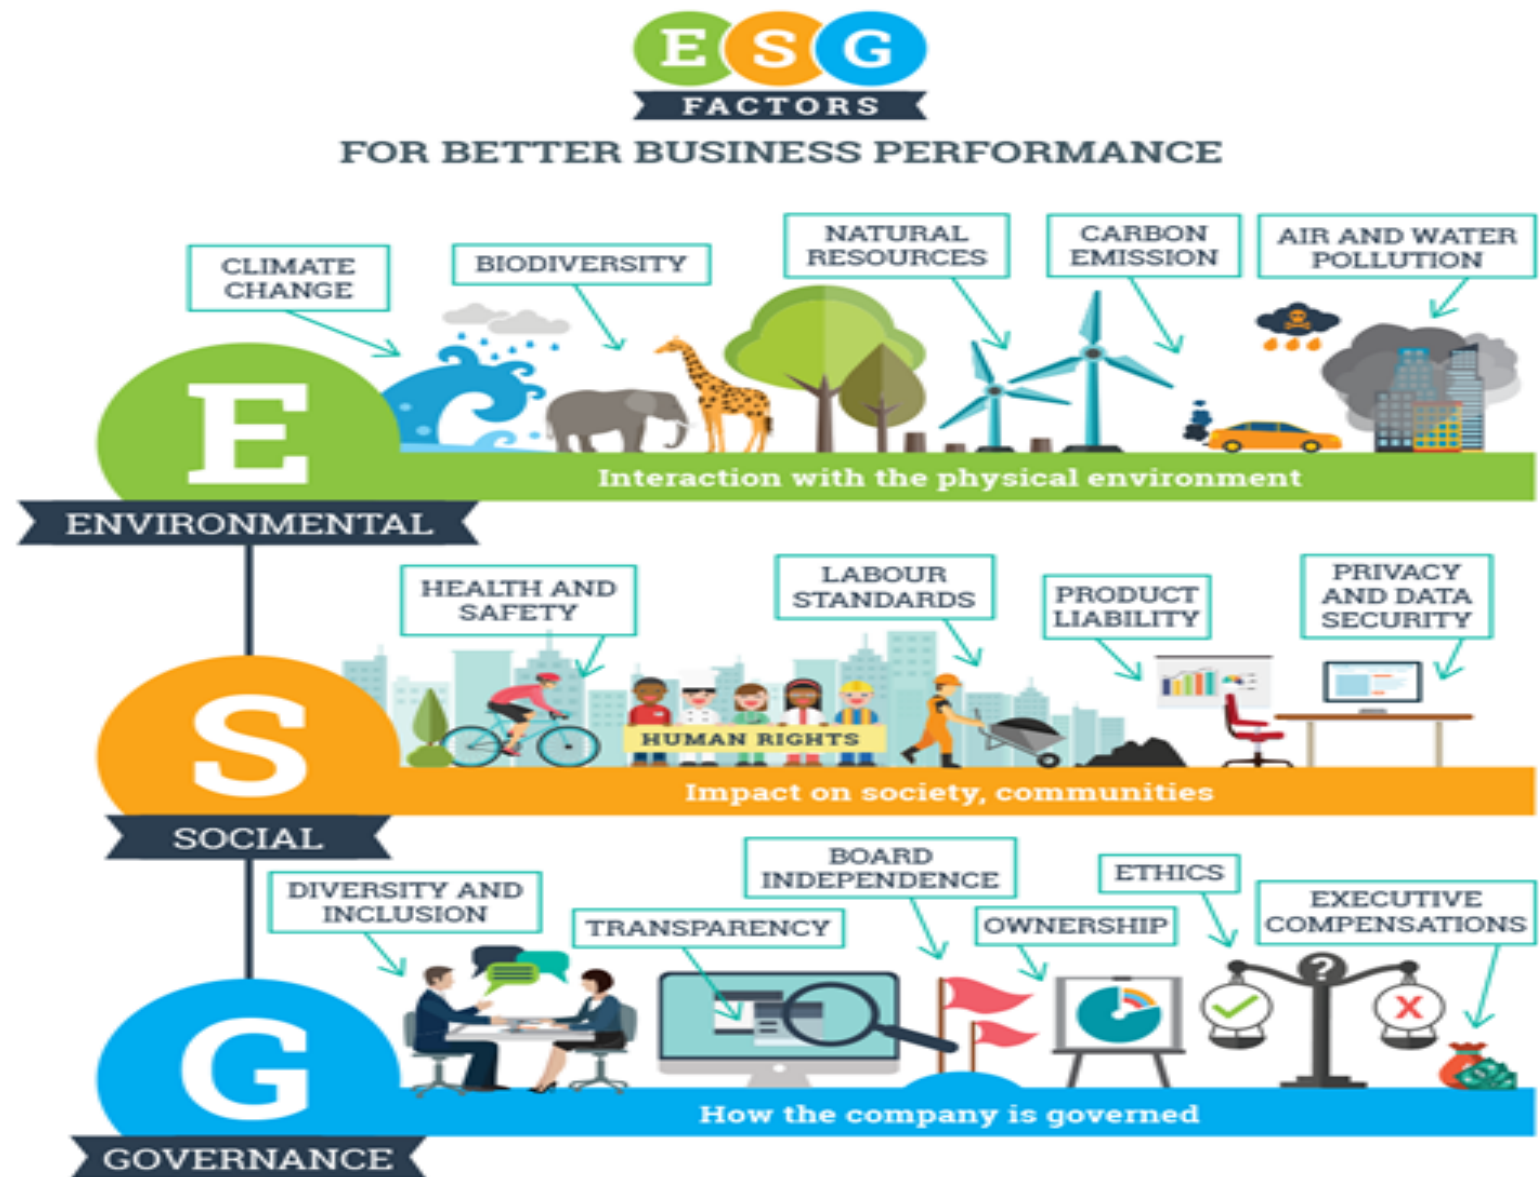 E S G
FACTORS
FOR BETTER BUSINESS PERFORMANCE
CLIMATE
CHANGE
BIODIVERSITY
NATURAL
RESOURCES
CARBON
EMISSION
AIR AND WATER
POLLUTION
E
Interaction with the physical environment
ENVIRONMENTAL
HEALTH AND
SAFETY
LABOUR
STANDARDS
PRODUCT
LIABILITY
PRIVACY
AND DATA
SECURITY
HUMAN RIGHTS
S
Impact on society, communities
SOCIAL
DIVERSITY AND
INCLUSION
TRANSPARENCY
BOARD
INDEPENDENCE
OWNERSHIP
ETHICS
EXECUTIVE
COMPENSATIONS
?
X
G
How the company is governed
GOVERNANCE